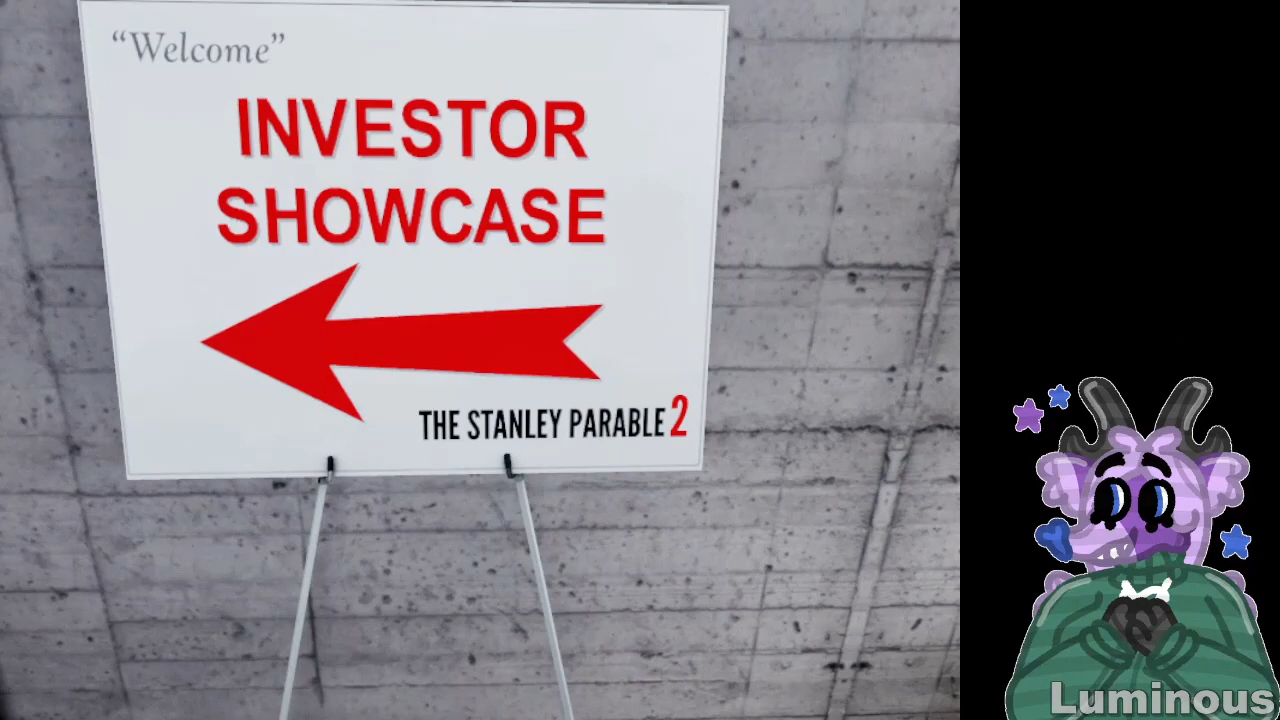 “Welcome”
INVESTOR
SHOWCASE
THE STANLEY PARABLE 2
Luminous